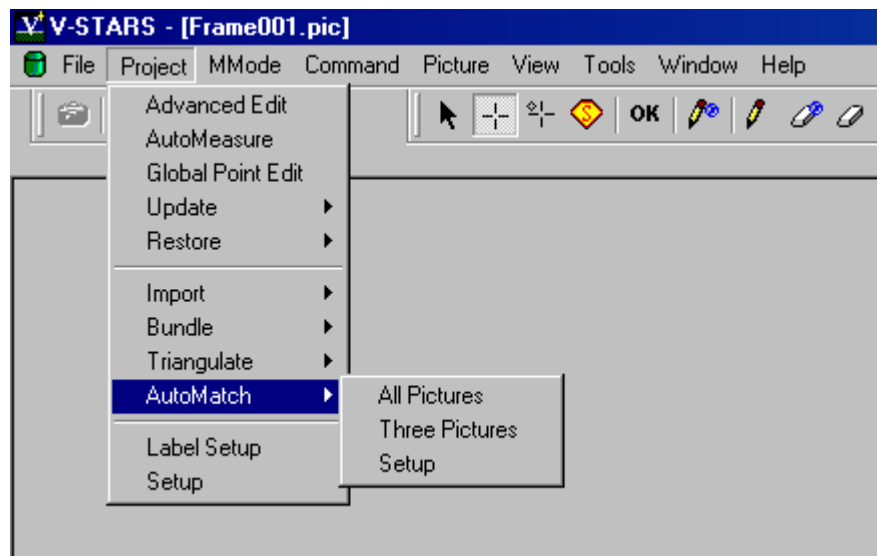 V-STARS - [Frame001.pic]
File Project MMode Command Picture View Tools Window Help
S OK
Advanced Edit
AutoMeasure
Global Point Edit
Update
Restore
Import
Bundle
Triangulate
AutoMatch
All Pictures
Three Pictures
Setup
Label Setup
Setup